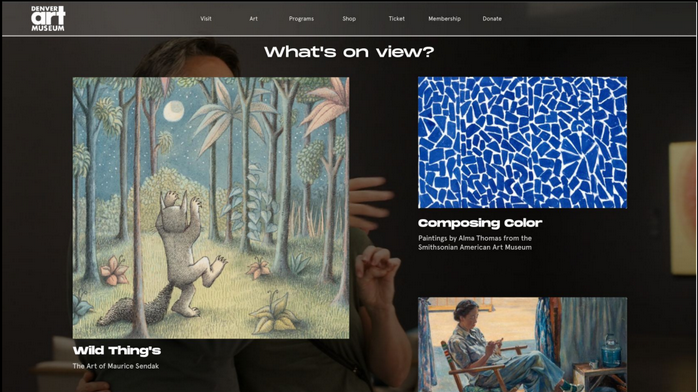 DENVER
art
MUSEUM
Visit Art Programs Shop Ticket Membership Donate
What's on view?
Wild Thing's
The Art of Maurice Sendak
Composing Color
Paintings by Alma Thomas from the
Smithsonian American Art Museum